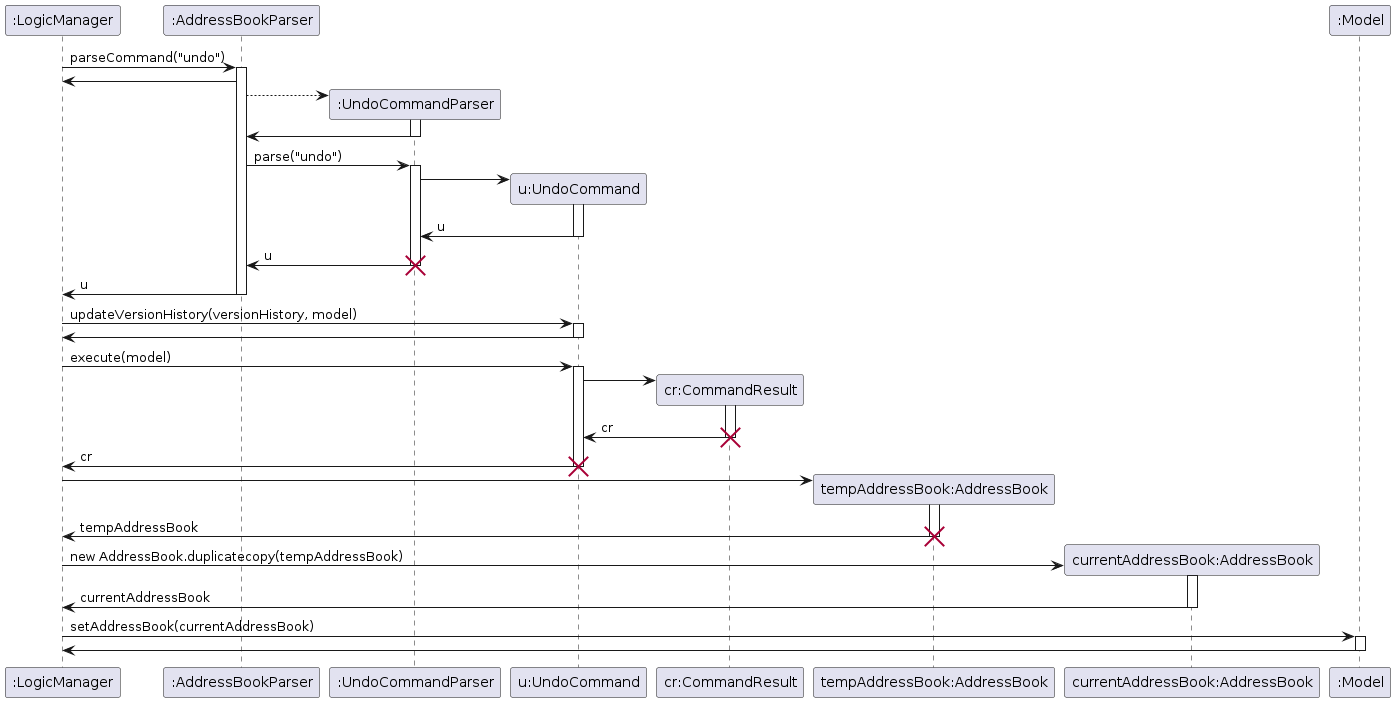 :LogicManager :AddressBookParser :Model
parseCommand("undo")
:UndoCommandParser
parse("undo")
u:UndoCommand
u
u
u
updateVersionHistory(versionHistory, model)
execute(model)
cr:CommandResult
cr
cr
tempAddressBook:AddressBook
tempAddressBook
new AddressBook.duplicatecopy(tempAddressBook)
currentAddressBook:AddressBook
currentAddressBook
setAddressBook(currentAddressBook)
:LogicManager :AddressBookParser :UndoCommandParser u:UndoCommand cr:CommandResult tempAddressBook:AddressBook currentAddressBook:AddressBook :Model